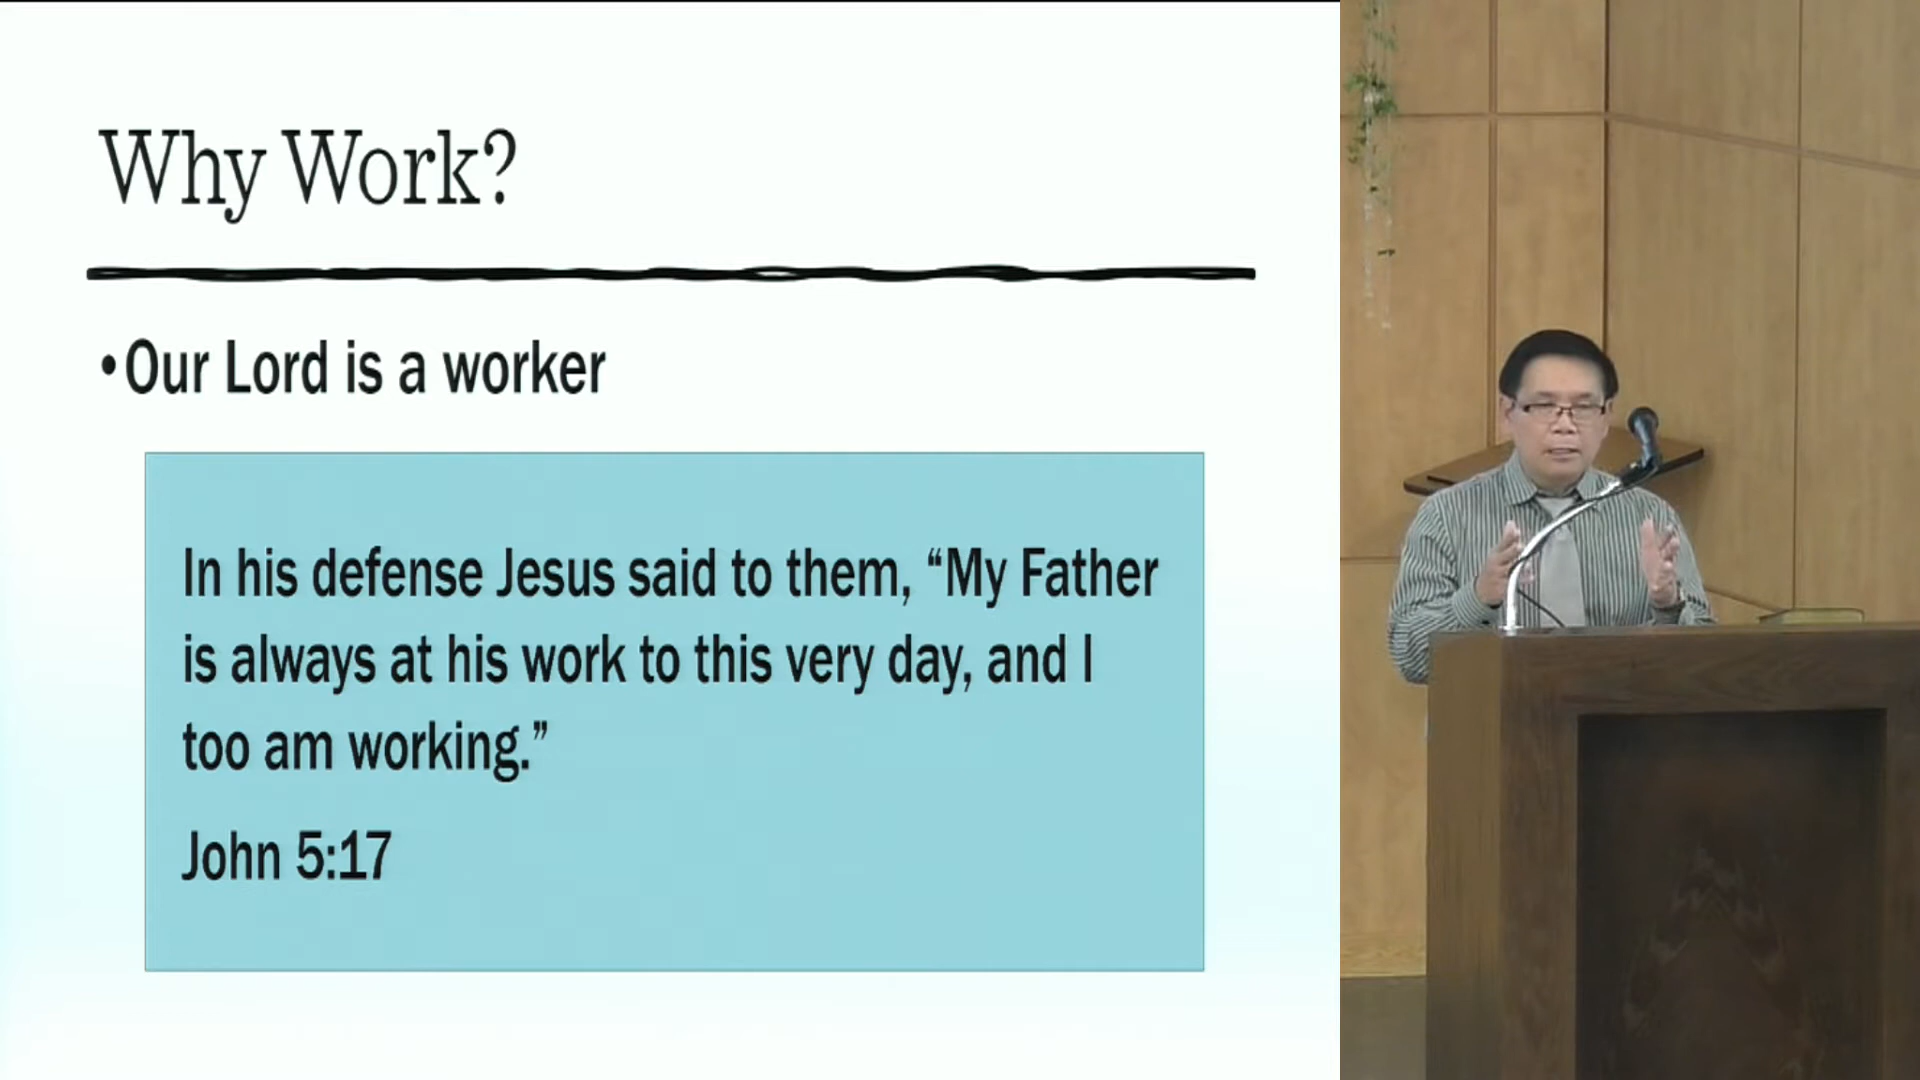 Why Work?
•Our Lord is a worker
In his defense Jesus said to them, “My Father
is always at his work to this very day, and I
too am working.”
John 5:17